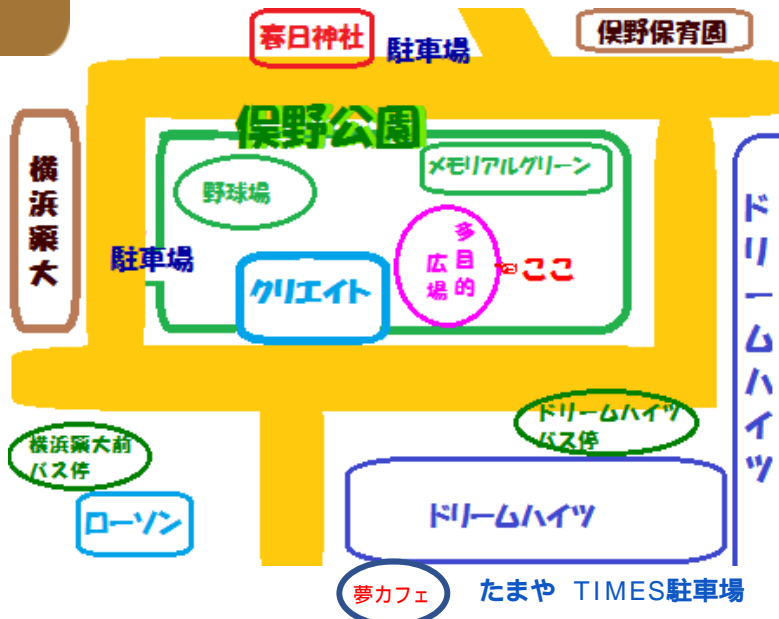 春日神社
駐車場
俣野保育園
俣野公園
横浜薬大
野球場
メモリアルグリーン
多目的
広場
ここ
駐車場
クリエイト
ドリームハイツ
ドリームハイツ
バス停
横浜薬大前
バス停
ローソン
ドリームハイツ
夢カフェ
たまや TIMES駐車場